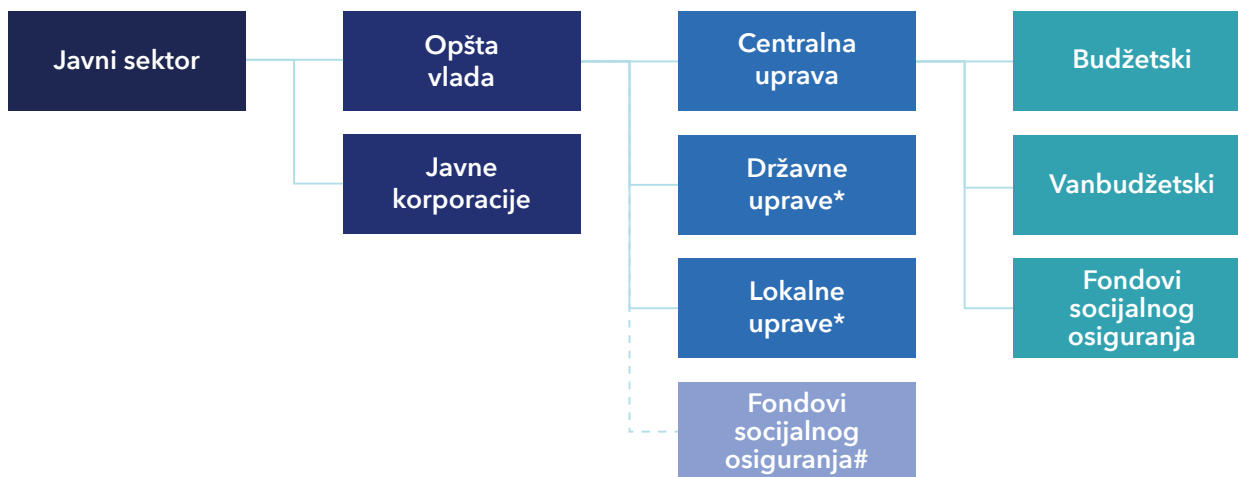 Javni sektor
Opšta
vlada
Centralna
uprava
Budžetski
Javne
korporacije
Državne
uprave*
Vanbudžetski
Lokalne
uprave*
Fondovi
socijalnog
osiguranja
Fondovi
socijalnog
osiguranja#